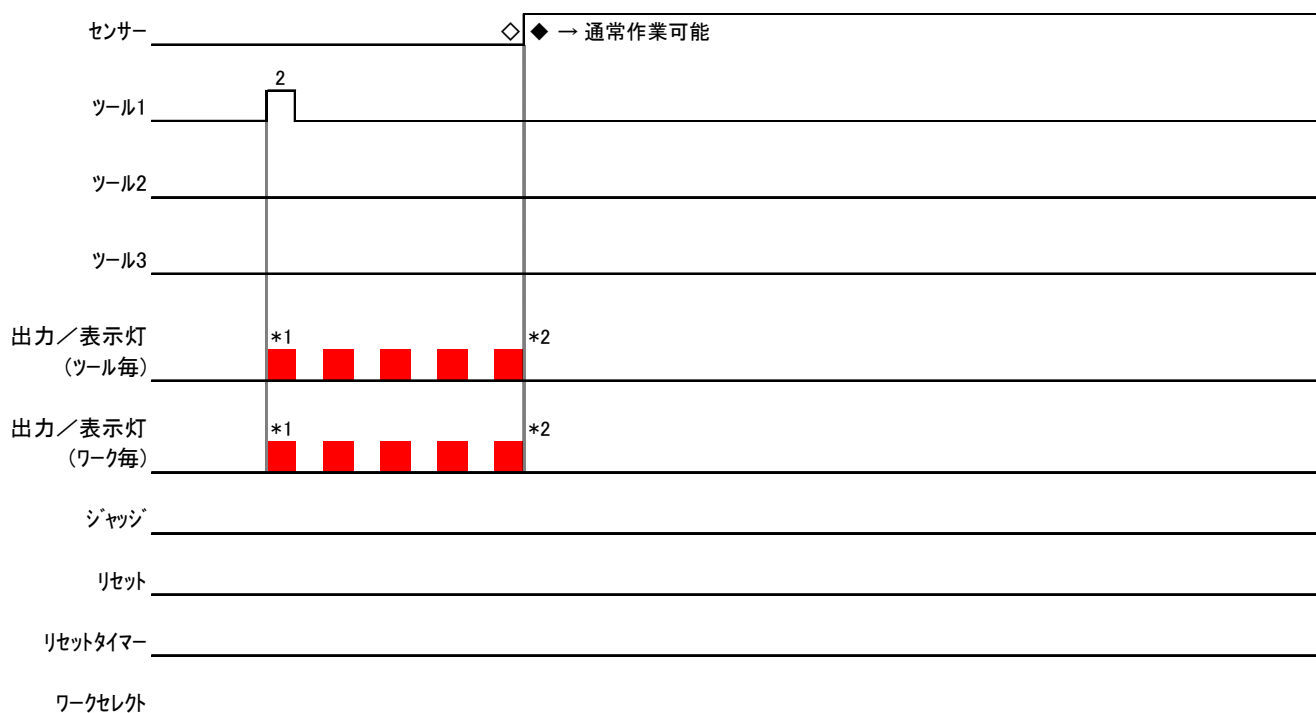 センサー ◇ ◆ → 通常作業可能
2
ツール1
ツール2
ツール3
出力／表示灯 *1 *2
（ツール毎）
出力／表示灯 *1 *2
（ワーク毎）
ジャッジ
リセット
リセットタイマー
ワークセレクト